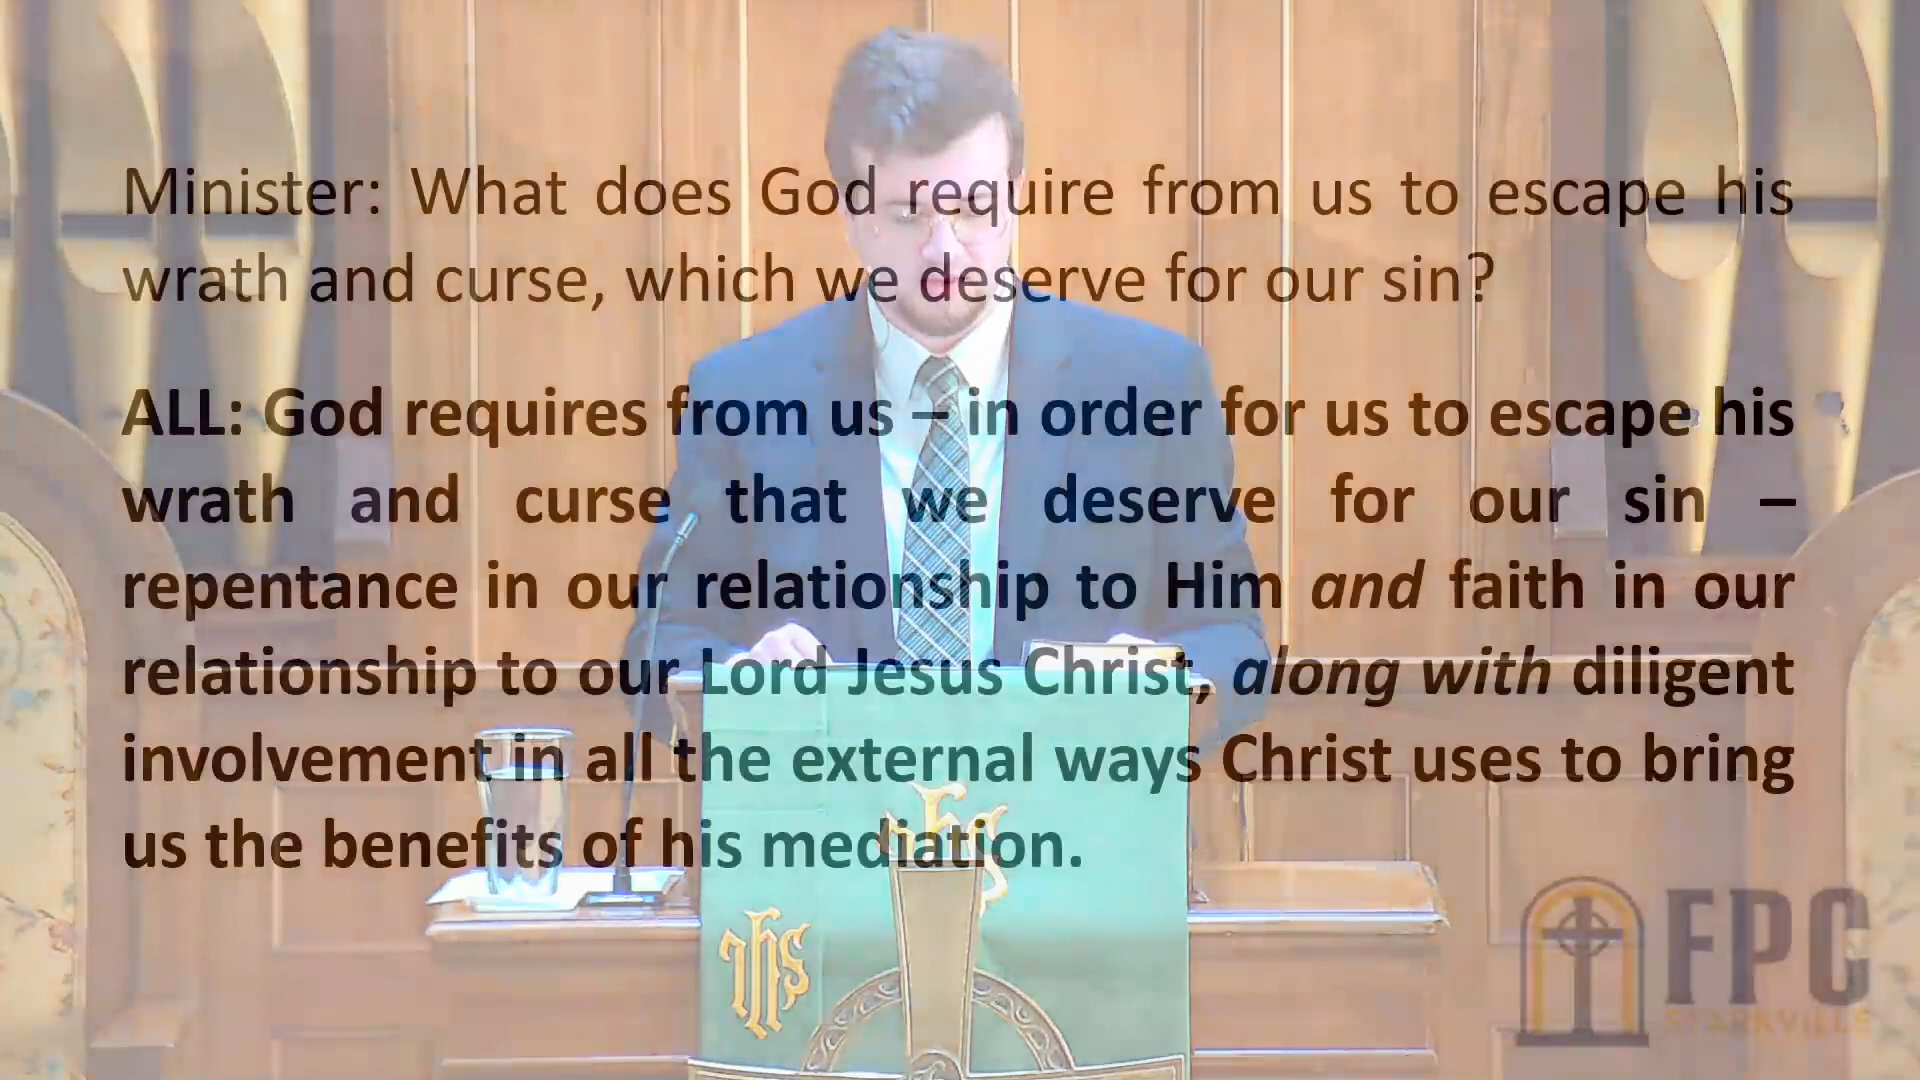 Minister: What does God require from us to escape his
wrath and curse, which we deserve for our sin?
ALL: God requires from us – in order for us to escape his
wrath and curse that we deserve for our sin –
repentance in our relationship to Him and faith in our
relationship to our Lord Jesus Christ, along with diligent
involvement in all the external ways Christ uses to bring
us the benefits of his mediation.
IHS
IHS
FPC
STARKVILLE